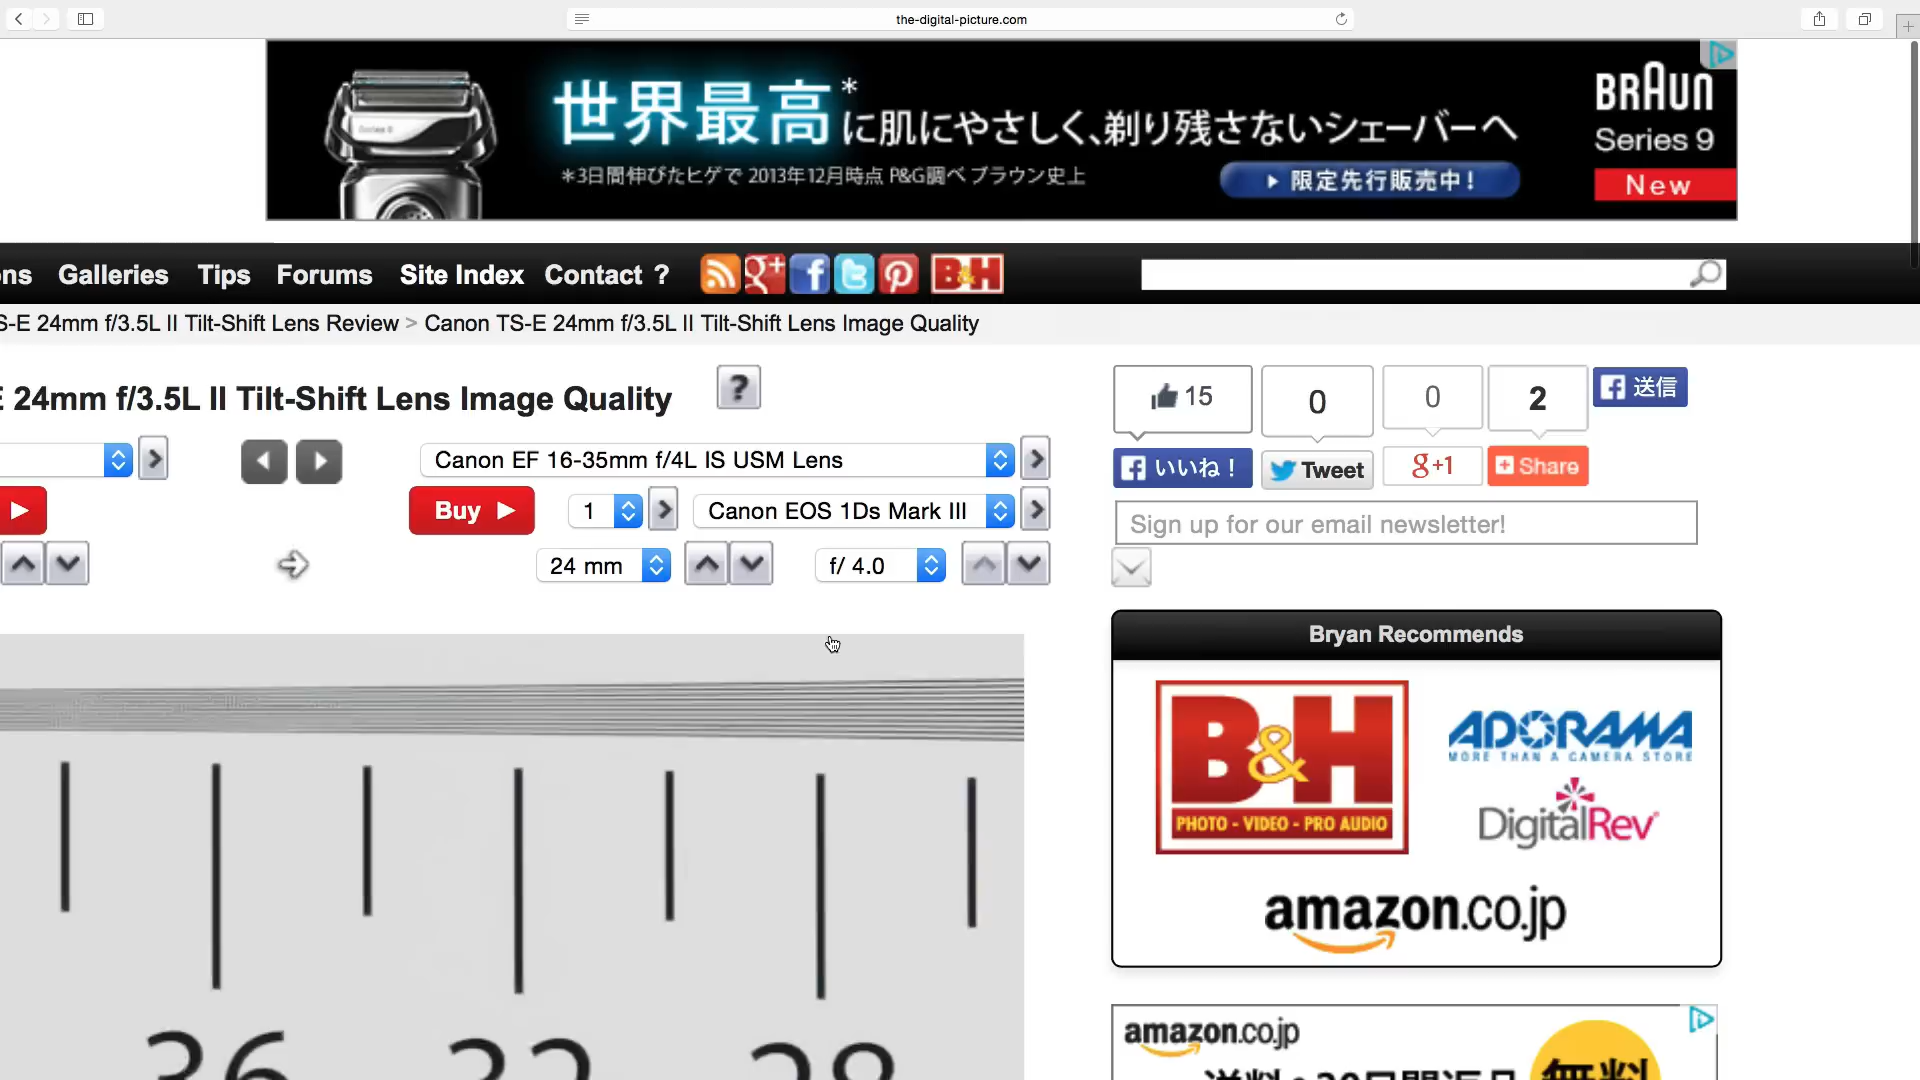 the-digital-picture.com
世界最高*に肌にやさしく、剃り残さないシェーバーへ
*3日間伸びたヒゲで 2013年12月時点 P&G調べ ブラウン史上
限定先行販売中!
BRAUN
Series 9
New
ns Galleries Tips Forums Site Index Contact ?
B&H
S-E 24mm f/3.5L II Tilt-Shift Lens Review > Canon TS-E 24mm f/3.5L II Tilt-Shift Lens Image Quality
E 24mm f/3.5L II Tilt-Shift Lens Image Quality
?
15
0
0
2
送信
いいね!
Tweet
g+1
Share
Canon EF 16-35mm f/4L IS USM Lens
Buy
1
Canon EOS 1Ds Mark III
24 mm
f/ 4.0
Sign up for our email newsletter!
Bryan Recommends
B&H
PHOTO - VIDEO - PRO AUDIO
ADORAMA
MORE THAN A CAMERA STORE
DigitalRev
amazon.co.jp
36 32 28
amazon.co.jp
無料